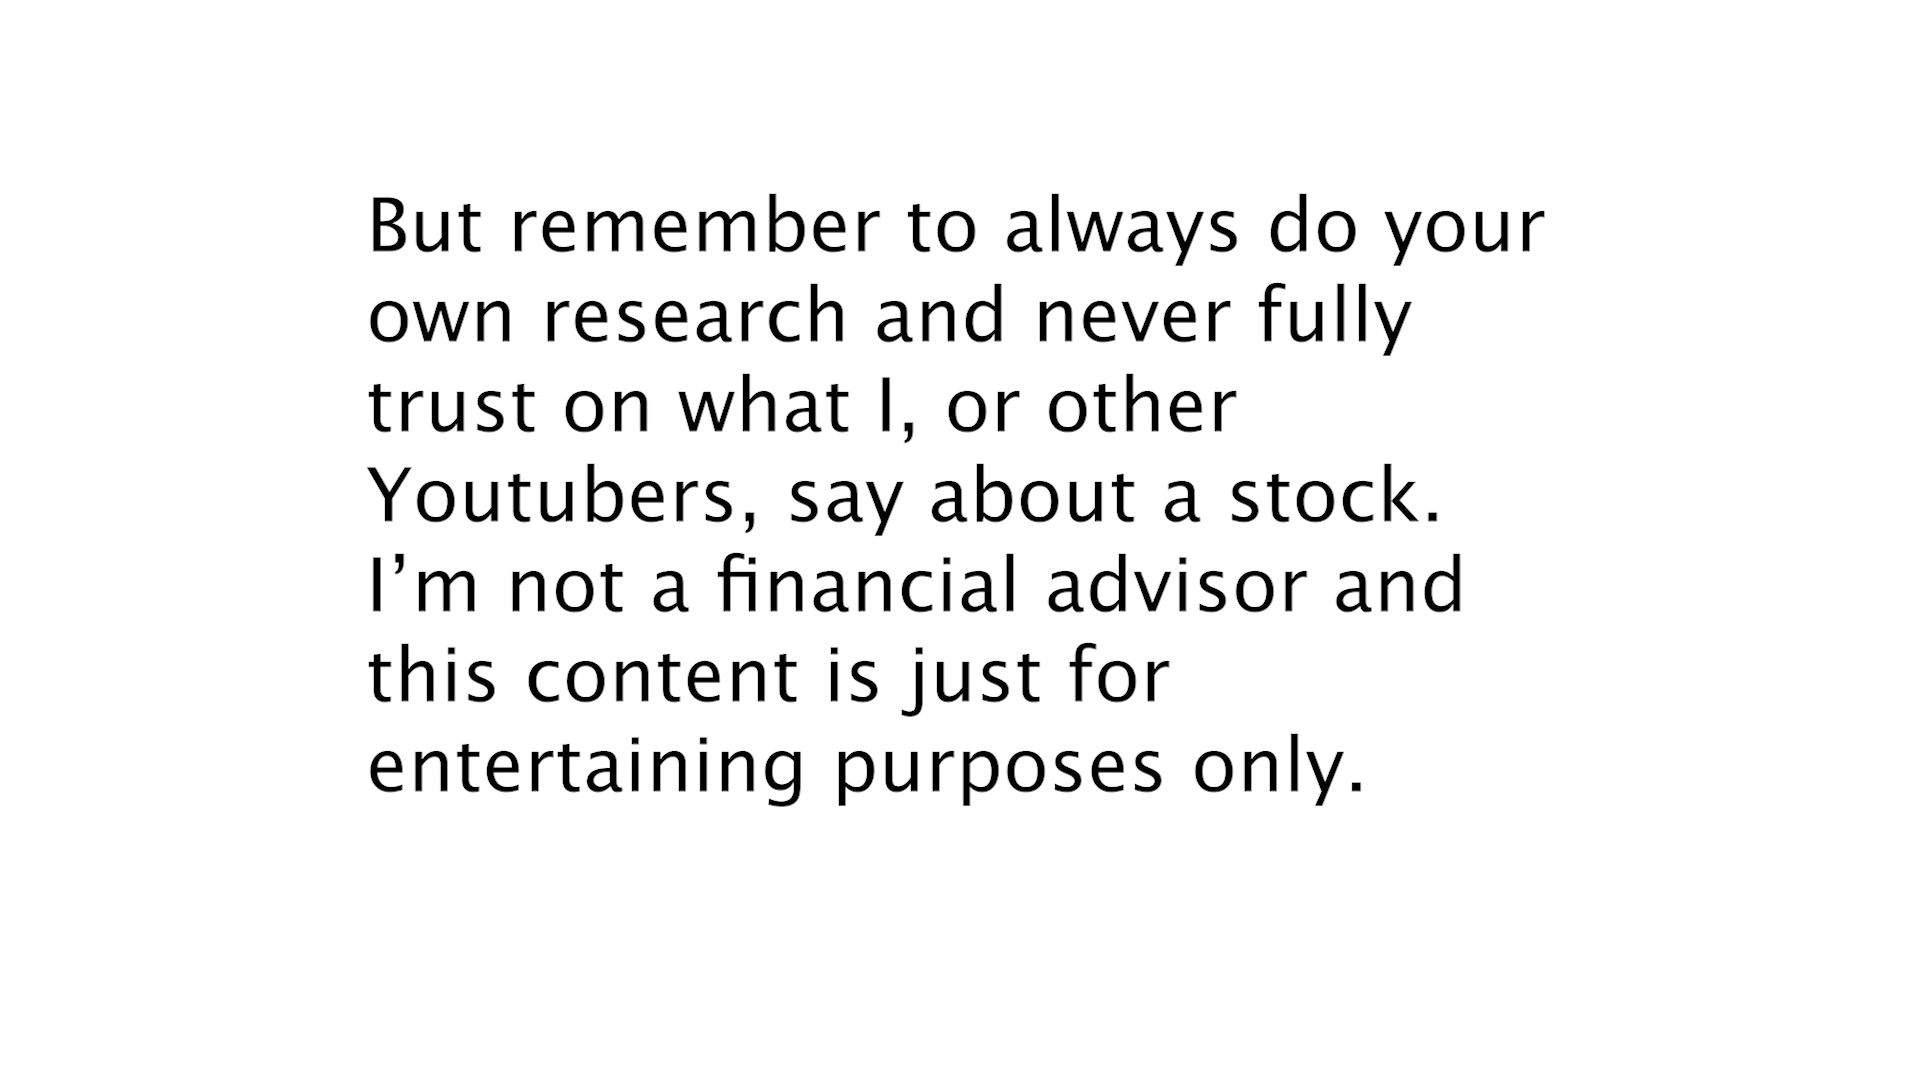 But remember to always do your
own research and never fully
trust on what I, or other
Youtubers, say about a stock.
I’m not a financial advisor and
this content is just for
entertaining purposes only.